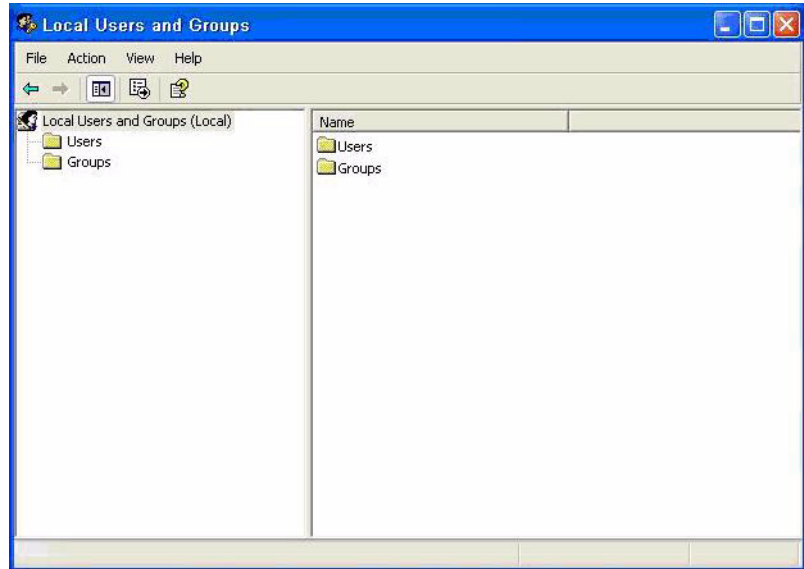 Local Users and Groups
File Action View Help
Local Users and Groups (Local)
Users
Groups
Name
Users
Groups